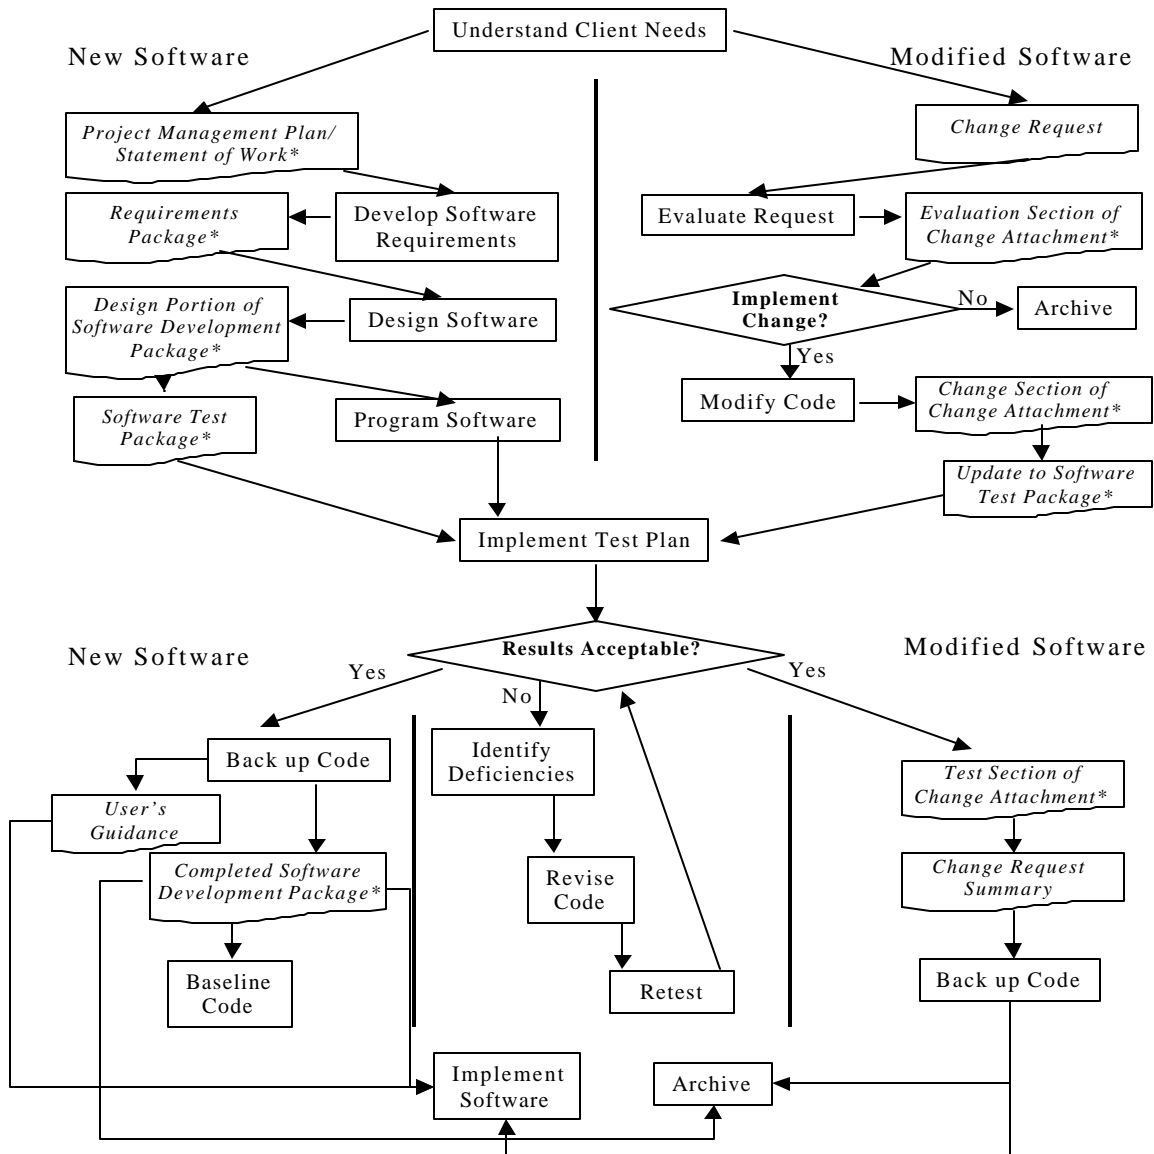 Understand Client Needs
New Software
Modified Software
Project Management Plan/
Statement of Work*
Change Request
Requirements
Package*
Develop Software
Requirements
Evaluate Request
Evaluation Section of
Change Attachment*
Design Portion of
Software Development
Package*
Design Software
Implement
Change?
No
Archive
Yes
Software Test
Package*
Program Software
Modify Code
Change Section of
Change Attachment*
Update to Software
Test Package*
Implement Test Plan
New Software
Results Acceptable?
Modified Software
Yes
No
Yes
Back up Code
Identify
Deficiencies
Test Section of
Change Attachment*
User's
Guidance
Completed Software
Development Package*
Revise
Code
Change Request
Summary
Baseline
Code
Retest
Back up Code
Implement
Software
Archive